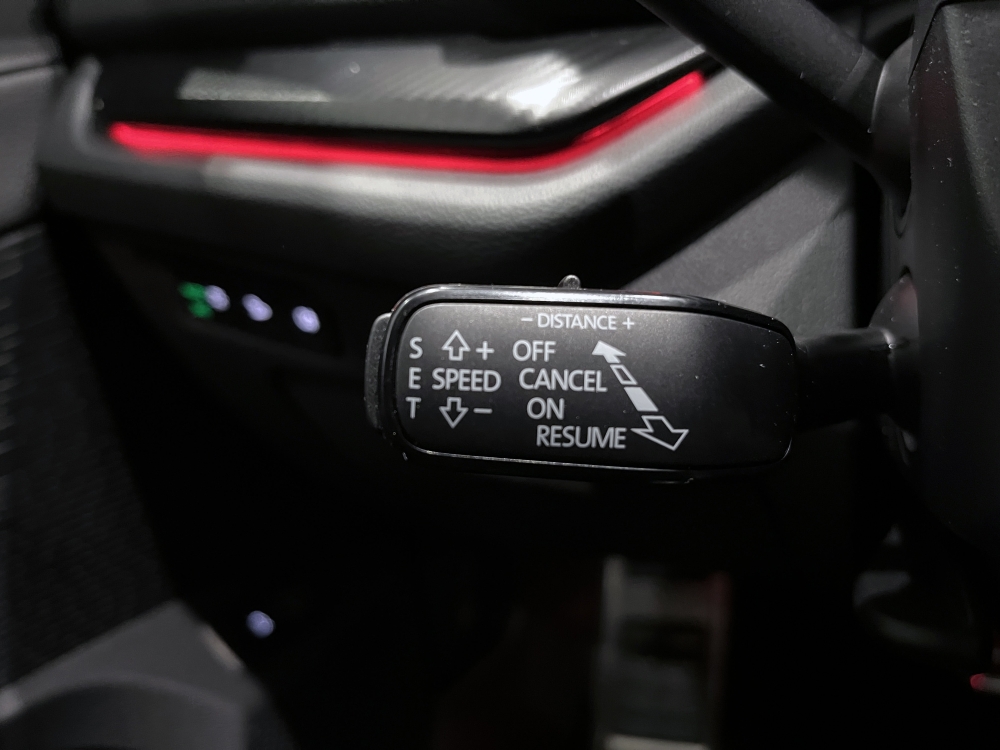 − DISTANCE +
S + OFF
E SPEED CANCEL
T − ON
RESUME